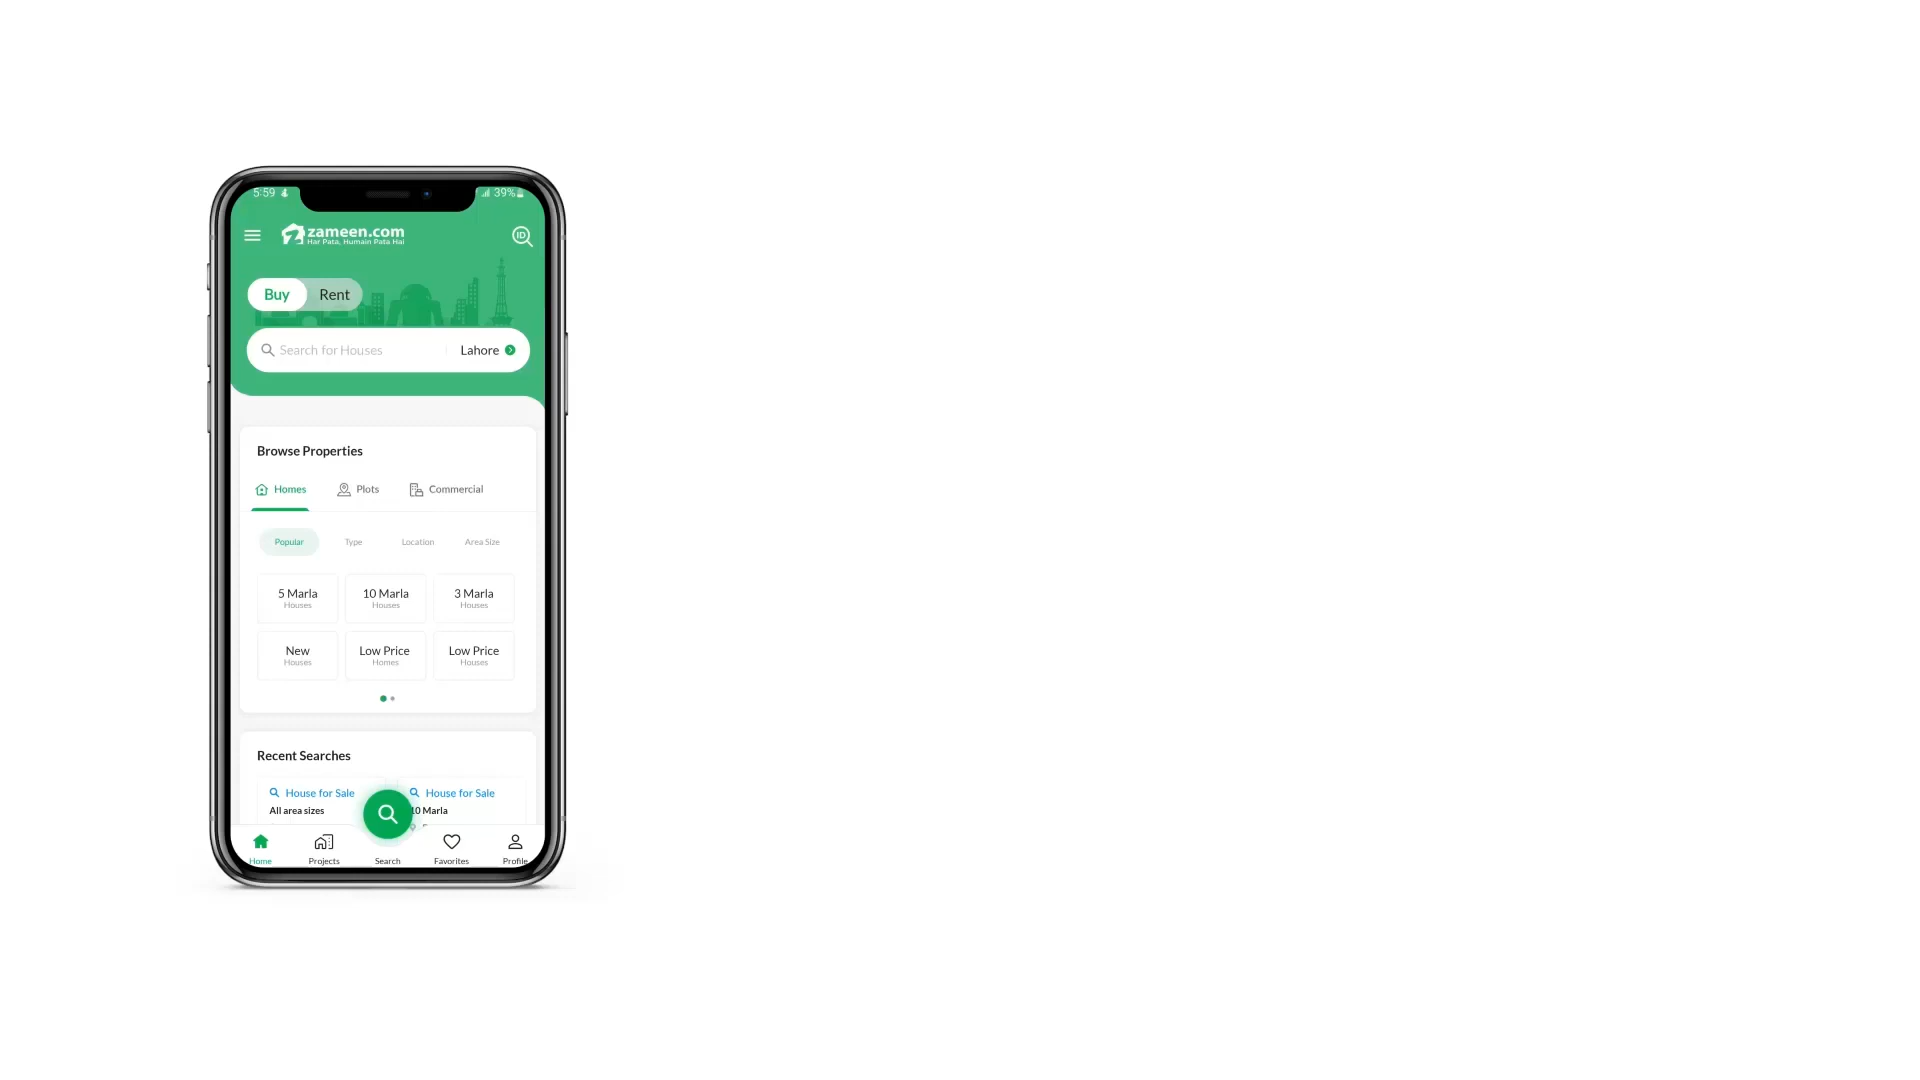 5:59 39%
zameen.com
Har Pata, Humain Pata Hai
ID
Buy Rent
Search for Houses Lahore
Browse Properties
Homes Plots Commercial
Popular Type Location Area Size
5 Marla 10 Marla 3 Marla
Houses Houses Houses
New Low Price Low Price
Houses Homes Houses
Recent Searches
House for Sale House for Sale
All area sizes 10 Marla
Home Projects Search Favorites Profile